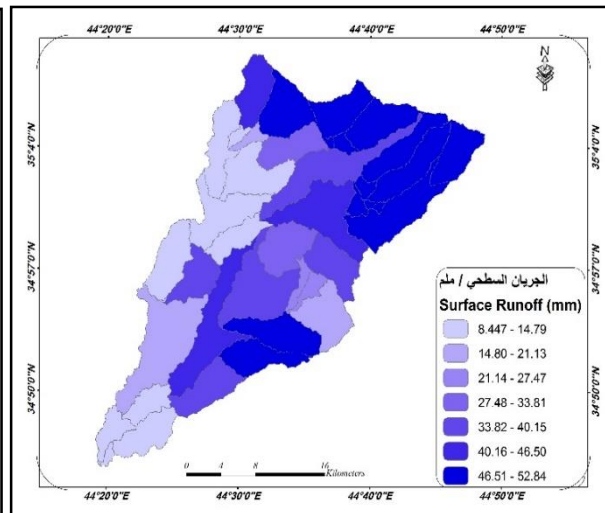 44°20'0"E 44°30'0"E 44°40'0"E 44°50'0"E
N
35°4'0"N 35°4'0"N
34°57'0"N 34°57'0"N
34°50'0"N 34°50'0"N
الجريان السطحي / ملم
Surface Runoff (mm)
8.447 - 14.79
14.80 - 21.13
21.14 - 27.47
27.48 - 33.81
33.82 - 40.15
40.16 - 46.50
46.51 - 52.84
0 4 8 16
Kilometers
44°20'0"E 44°30'0"E 44°40'0"E 44°50'0"E